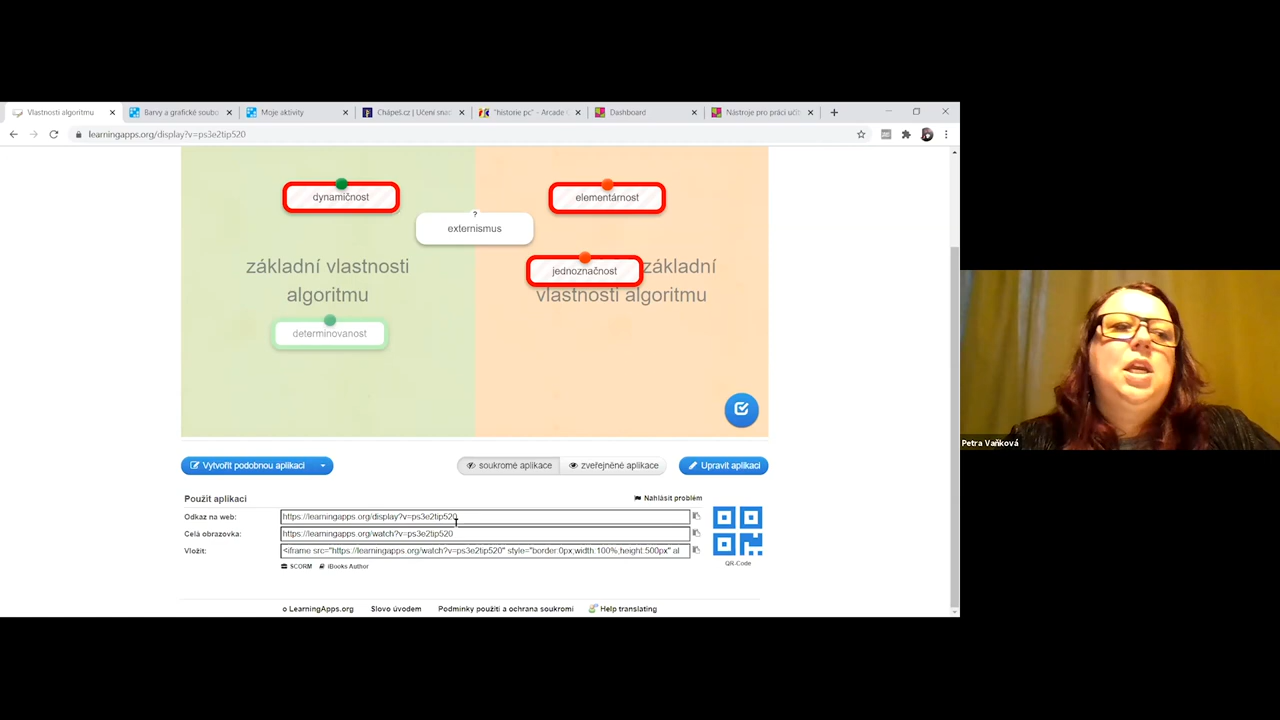 Vlastnosti algoritmu
Barvy a grafické soubo
Moje aktivity
Chápeš.cz | Učení snad
"historie pc" - Arcade
Dashboard
Nástroje pro práci učit
learningapps.org/display?v=ps3e2tip520
dynamičnost
elementárnost
?
externismus
základní vlastnosti
algoritmu
jednoznačnost
základní
vlastnosti algoritmu
determinovanost
Vytvořit podobnou aplikaci
soukromé aplikace
zveřejněné aplikace
Upravit aplikaci
Použít aplikaci
Nahlásit problém
Odkaz na web: https://learningapps.org/display?v=ps3e2tip520
Celá obrazovka: https://learningapps.org/watch?v=ps3e2tip520
Vložit: <iframe src="https://learningapps.org/watch?v=ps3e2tip520" style="border:0px;width:100%;height:500px" al
QR-Code
SCORM iBooks Author
o LearningApps.org Slovo úvodem Podmínky použití a ochrana soukromí Help translating
Petra Vaňková